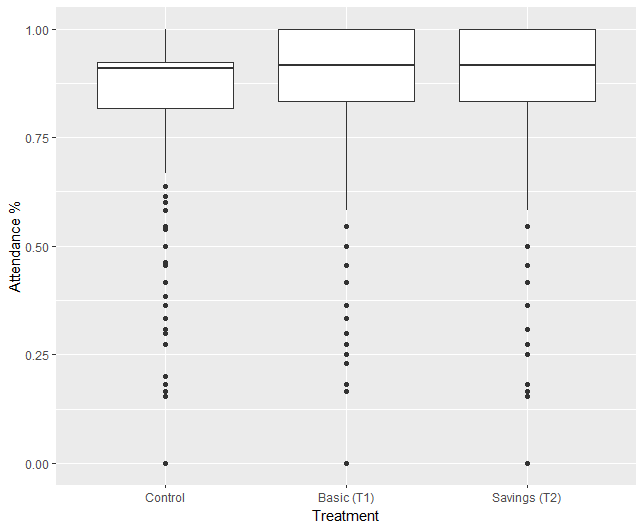 Attendance %
1.00
0.75
0.50
0.25
0.00
Control
Basic (T1)
Savings (T2)
Treatment